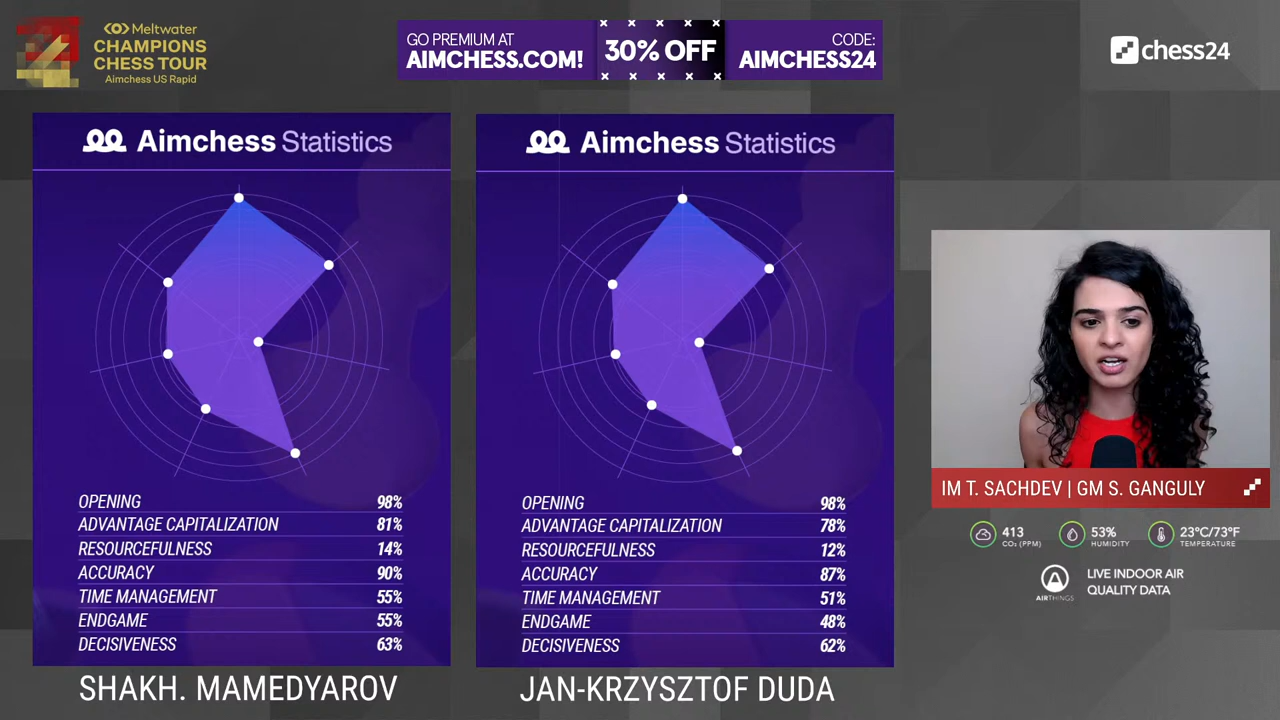 Meltwater
CHAMPIONS
CHESS TOUR
Aimchess US Rapid
GO PREMIUM AT
AIMCHESS.COM!
30% OFF
CODE:
AIMCHESS24
chess24
Aimchess Statistics
OPENING 98%
ADVANTAGE CAPITALIZATION 81%
RESOURCEFULNESS 14%
ACCURACY 90%
TIME MANAGEMENT 55%
ENDGAME 55%
DECISIVENESS 63%
SHAKH. MAMEDYAROV
Aimchess Statistics
OPENING 98%
ADVANTAGE CAPITALIZATION 78%
RESOURCEFULNESS 12%
ACCURACY 87%
TIME MANAGEMENT 51%
ENDGAME 48%
DECISIVENESS 62%
JAN-KRZYSZTOF DUDA
IM T. SACHDEV | GM S. GANGULY
413
CO₂ (PPM)
53%
HUMIDITY
23°C/73°F
TEMPERATURE
AIRTHINGS
LIVE INDOOR AIR
QUALITY DATA